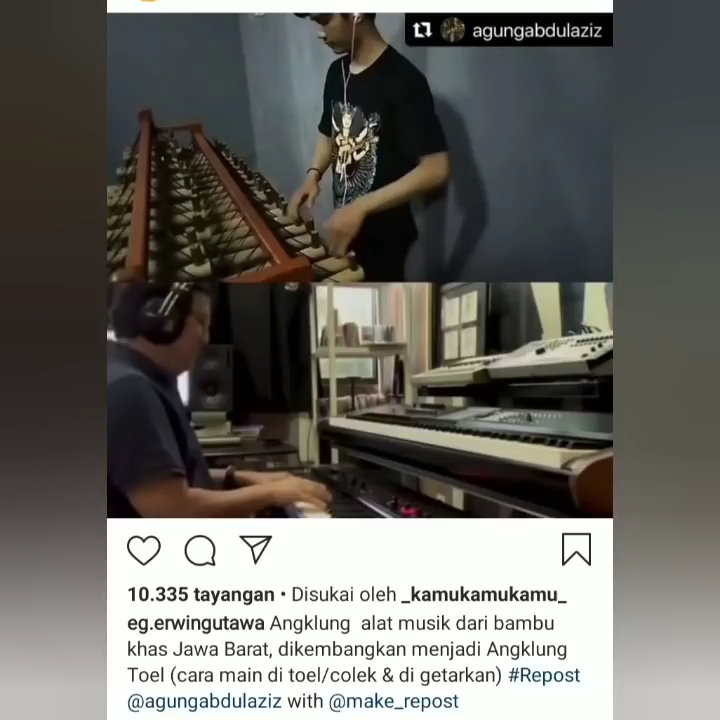 agungabdulaziz
10.335 tayangan • Disukai oleh _kamukamukamu_
eg.erwingutawa Angklung alat musik dari bambu
khas Jawa Barat, dikembangkan menjadi Angklung
Toel (cara main di toel/colek & di getarkan) #Repost
@agungabdulaziz with @make_repost